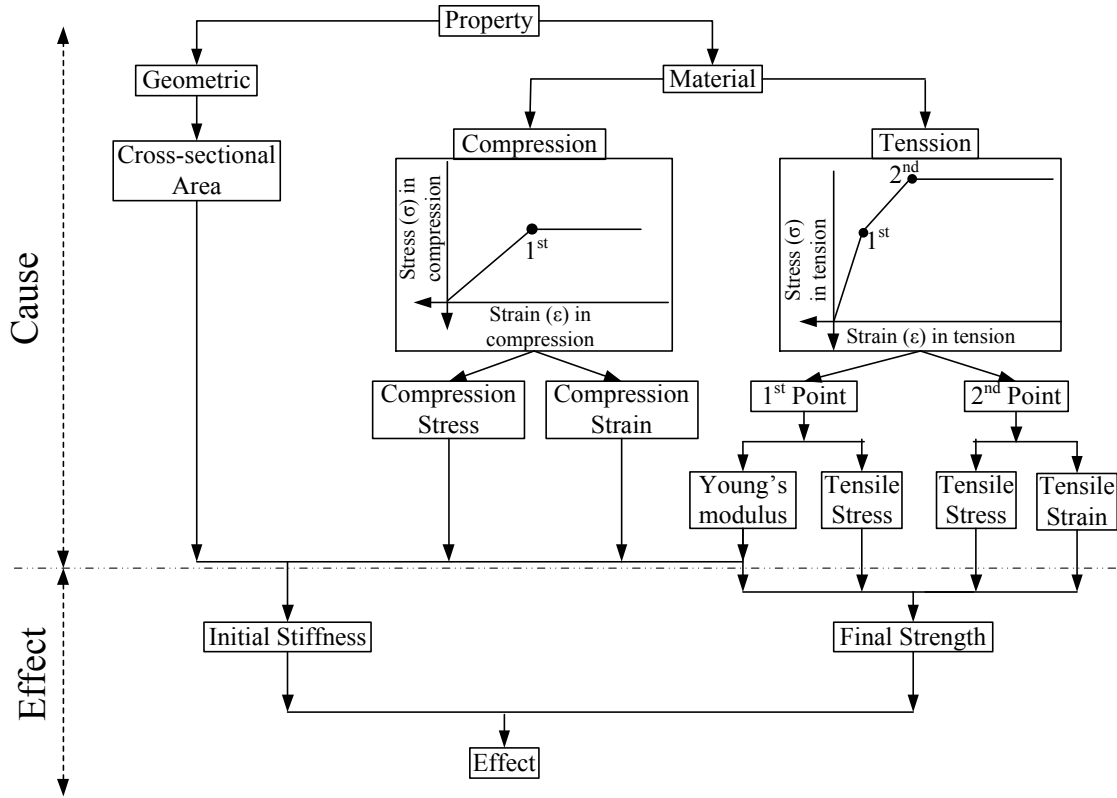 Property
Geometric
Material
Cross-sectional
Area
Compression
Tenssion
Stress (σ) in
compression
1st
Strain (ε) in
compression
Stress (σ)
in tension
2nd
1st
Strain (ε) in tension
Compression
Stress
Compression
Strain
1st Point
2nd Point
Young’s
modulus
Tensile
Stress
Tensile
Stress
Tensile
Strain
Cause
Effect
Initial Stiffness
Final Strength
Effect